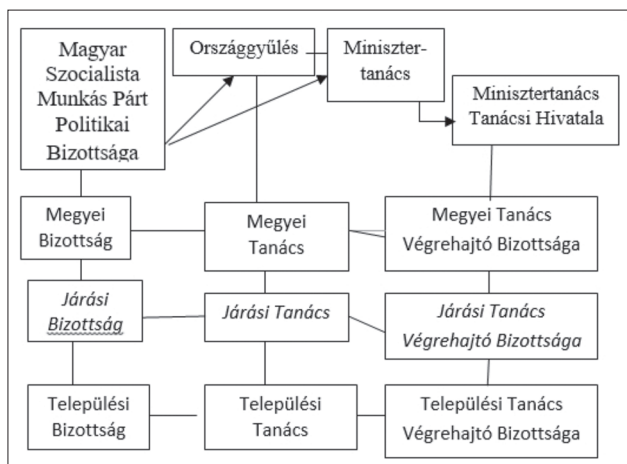 Magyar
Szocialista
Munkás Párt
Politikai
Bizottsága
Országgyűlés
Miniszter-
tanács
Minisztertanács
Tanácsi Hivatala
Megyei
Bizottság
Megyei
Tanács
Megyei Tanács
Végrehajtó Bizottsága
Járási
Bizottság
Járási Tanács
Járási Tanács
Végrehajtó Bizottsága
Települési
Bizottság
Települési
Tanács
Települési Tanács
Végrehajtó Bizottsága